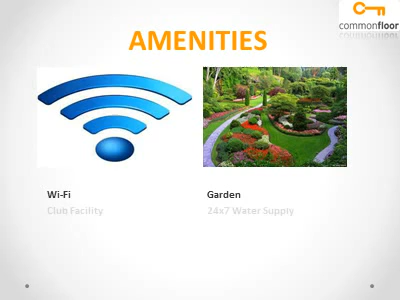 commonfloor
AMENITIES
Wi-Fi
Club Facility
Garden
24x7 Water Supply